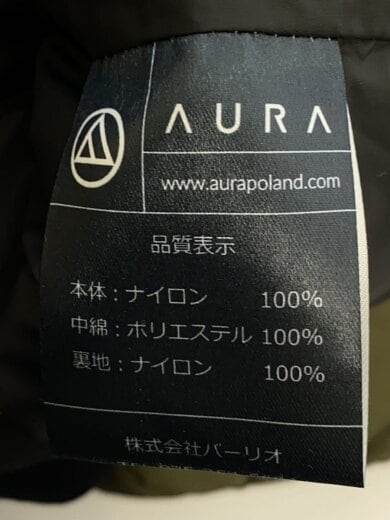 AURA
www.aurapoland.com
品質表示
本体：ナイロン 100%
中綿：ポリエステル 100%
裏地：ナイロン 100%
株式会社バーリオ